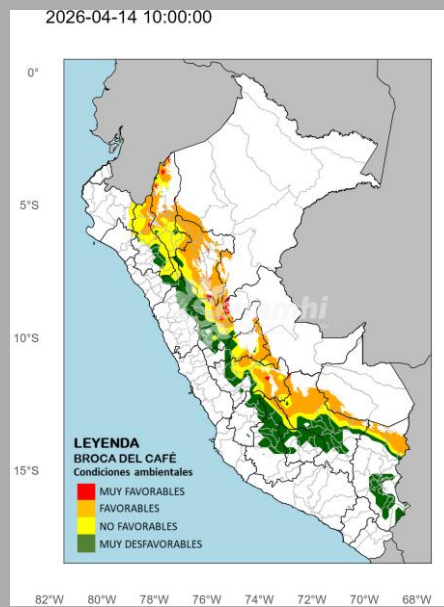 2026-04-14 10:00:00
0°
5°S
10°S
15°S
senamhi
LEYENDA
BROCA DEL CAFÉ
Condiciones ambientales
MUY FAVORABLES
FAVORABLES
NO FAVORABLES
MUY DESFAVORABLES
82°W 80°W 78°W 76°W 74°W 72°W 70°W 68°W